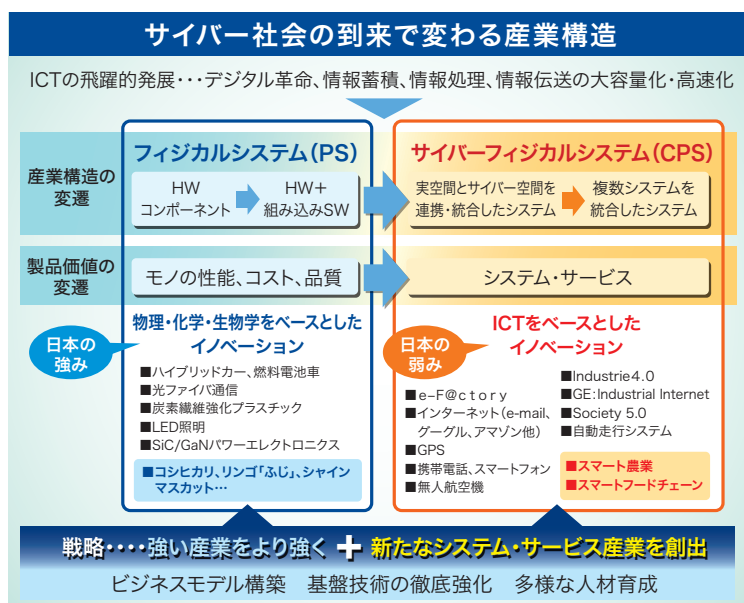 サイバー社会の到来で変わる産業構造
ICTの飛躍的発展･･･デジタル革命、情報蓄積、情報処理、情報伝送の大容量化・高速化
産業構造の
変遷
フィジカルシステム（PS）
HW
コンポーネント
HW＋
組み込みSW
サイバーフィジカルシステム（CPS）
実空間とサイバー空間を
連携・統合したシステム
複数システムを
統合したシステム
製品価値の
変遷
モノの性能、コスト、品質
システム・サービス
日本の
強み
物理・化学・生物学をベースとした
イノベーション
■ハイブリッドカー、燃料電池車
■光ファイバ通信
■炭素繊維強化プラスチック
■LED照明
■SiC/GaNパワーエレクトロニクス
■コシヒカリ、リンゴ「ふじ」、シャイン
マスカット…
日本の
弱み
ICTをベースとした
イノベーション
■e-F@ctory
■インターネット（e-mail、
グーグル、アマゾン他）
■GPS
■携帯電話、スマートフォン
■無人航空機
■Industrie4.0
■GE：Industrial Internet
■Society 5.0
■自動走行システム
■スマート農業
■スマートフードチェーン
戦略････強い産業をより強く ＋ 新たなシステム・サービス産業を創出
ビジネスモデル構築　基盤技術の徹底強化　多様な人材育成